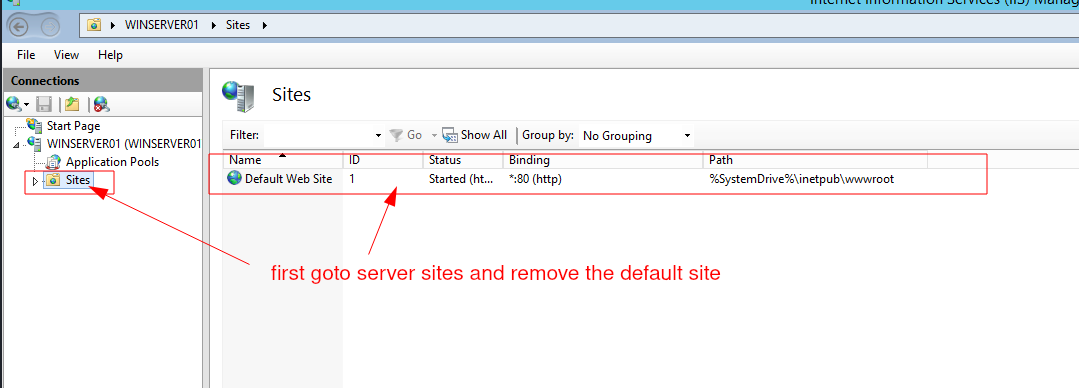 Internet Information Services (IIS) Manag
WINSERVER01 Sites
File View Help
Connections
Start Page
WINSERVER01 (WINSERVER01
Application Pools
Sites
Sites
Filter: Go Show All Group by: No Grouping
Name ID Status Binding Path
Default Web Site 1 Started (ht... *:80 (http) %SystemDrive%\inetpub\wwwroot
first goto server sites and remove the default site